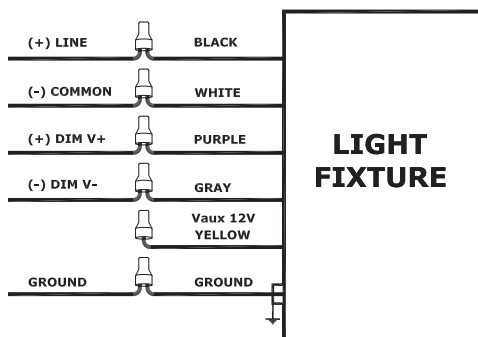 (+) LINE BLACK
(-) COMMON WHITE
(+) DIM V+ PURPLE
(-) DIM V- GRAY
Vaux 12V
YELLOW
GROUND GROUND
LIGHT
FIXTURE